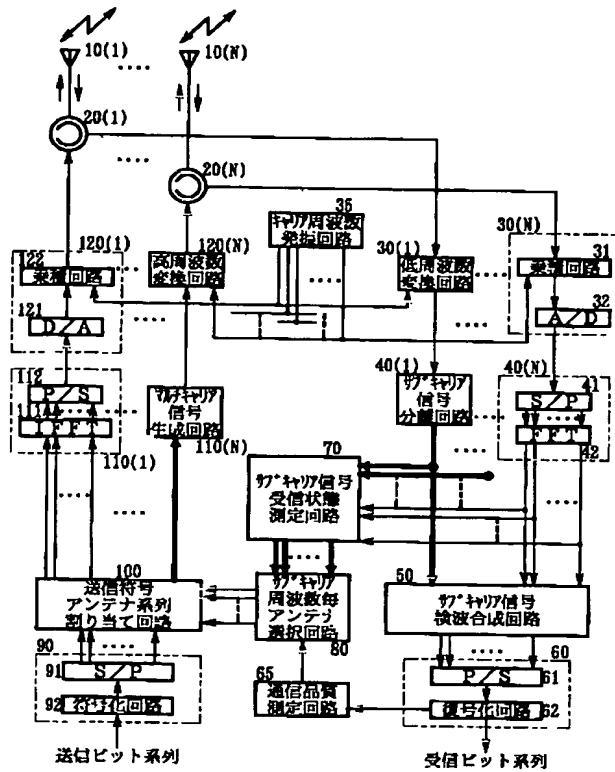 10(1)
10(N)
20(1)
20(N)
35
キャリア周波数
発振回路
30(N)
31
120(1)
122
乗積回路
120(N)
高周波数
変換回路
30(1)
低周波数
変換回路
乗積回路
32
121
D/A
A/D
112
P/S
111
IFFT
110(1)
マルチキャリア
信号
生成回路
110(N)
40(1)
サブキャリア
信号
分離回路
40(N)
41
S/P
FFT
42
70
サブキャリア信号
受信状態
測定回路
100
送信符号
アンテナ系列
割り当て回路
サブキャリア
周波数毎
アンテナ
選択回路
80
50
サブキャリア信号
検波合成回路
90
91
S/P
92
符号化回路
65
通信品質
測定回路
60
P/S
61
復号化回路
62
送信ビット系列
受信ビット系列